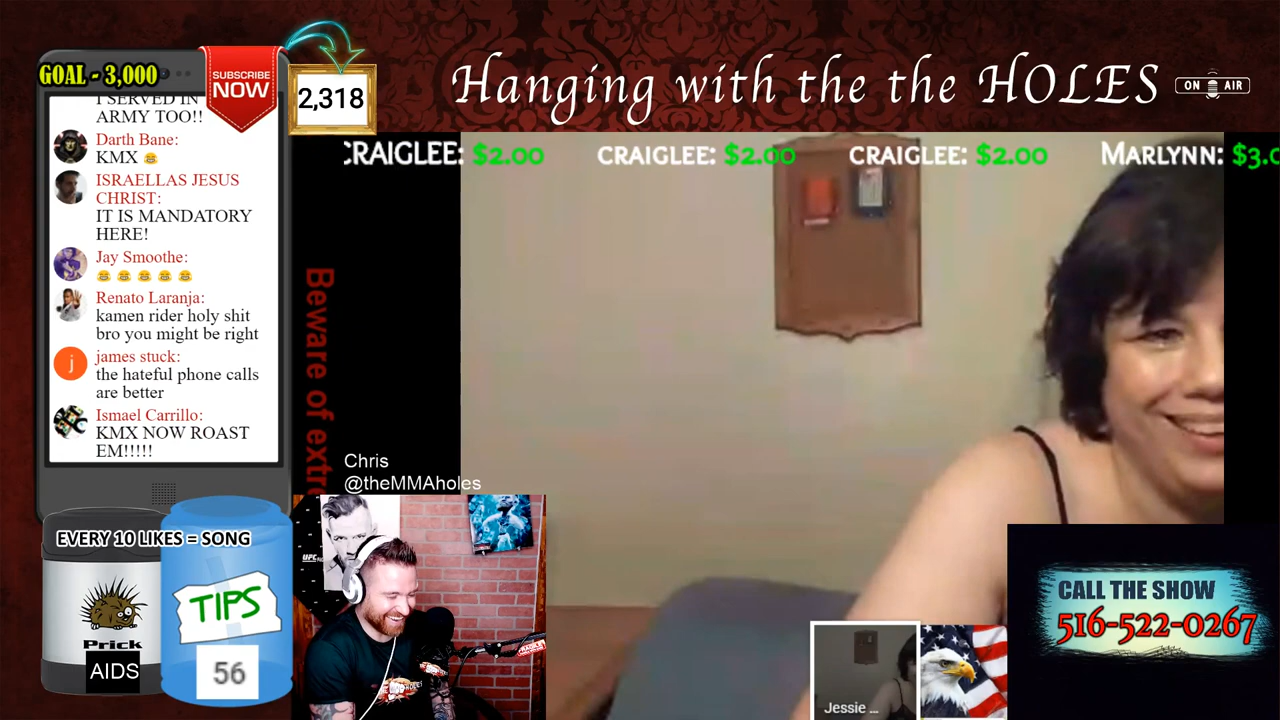 GOAL - 3,000
SUBSCRIBE
NOW
2,318
Hanging with the the HOLES
ON AIR
I SERVED IN
ARMY TOO!!
Darth Bane:
KMX 😂
ISRAELLAS JESUS
CHRIST:
IT IS MANDATORY
HERE!
Jay Smoothe:
😂 😂 😂 😂 😂
Renato Laranja:
kamen rider holy shit
bro you might be right
j
james stuck:
the hateful phone calls
are better
Ismael Carrillo:
KMX NOW ROAST
EM!!!!!
CRAIGLEE: $2.00 CRAIGLEE: $2.00 CRAIGLEE: $2.00 MARLYNN: $3.0
Beware of extre
Chris
@theMMAholes
EVERY 10 LIKES = SONG
Prick
AIDS
TIPS
56
UFC
Jessie ...
CALL THE SHOW
516-522-0267